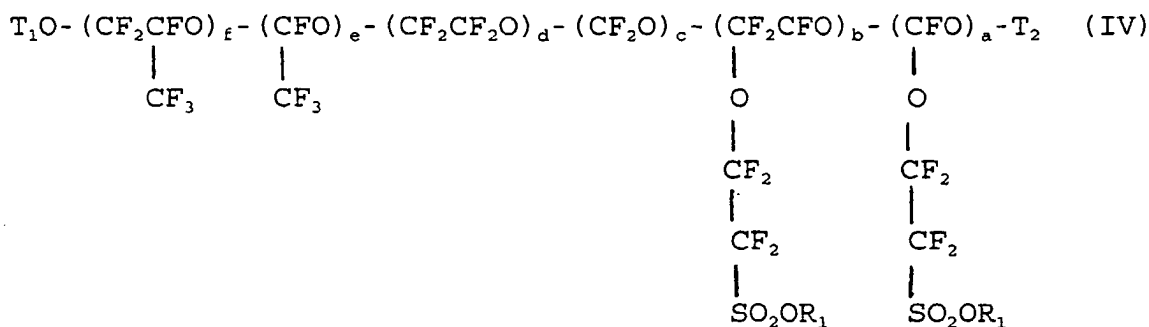 T₁O-(CF₂CFO)f-(CFO)e-(CF₂CF₂O)d-(CF₂O)c-(CF₂CFO)b-(CFO)a-T₂ (IV)
CF₃ CF₃ O O
CF₂ CF₂
CF₂ CF₂
SO₂OR₁ SO₂OR₁